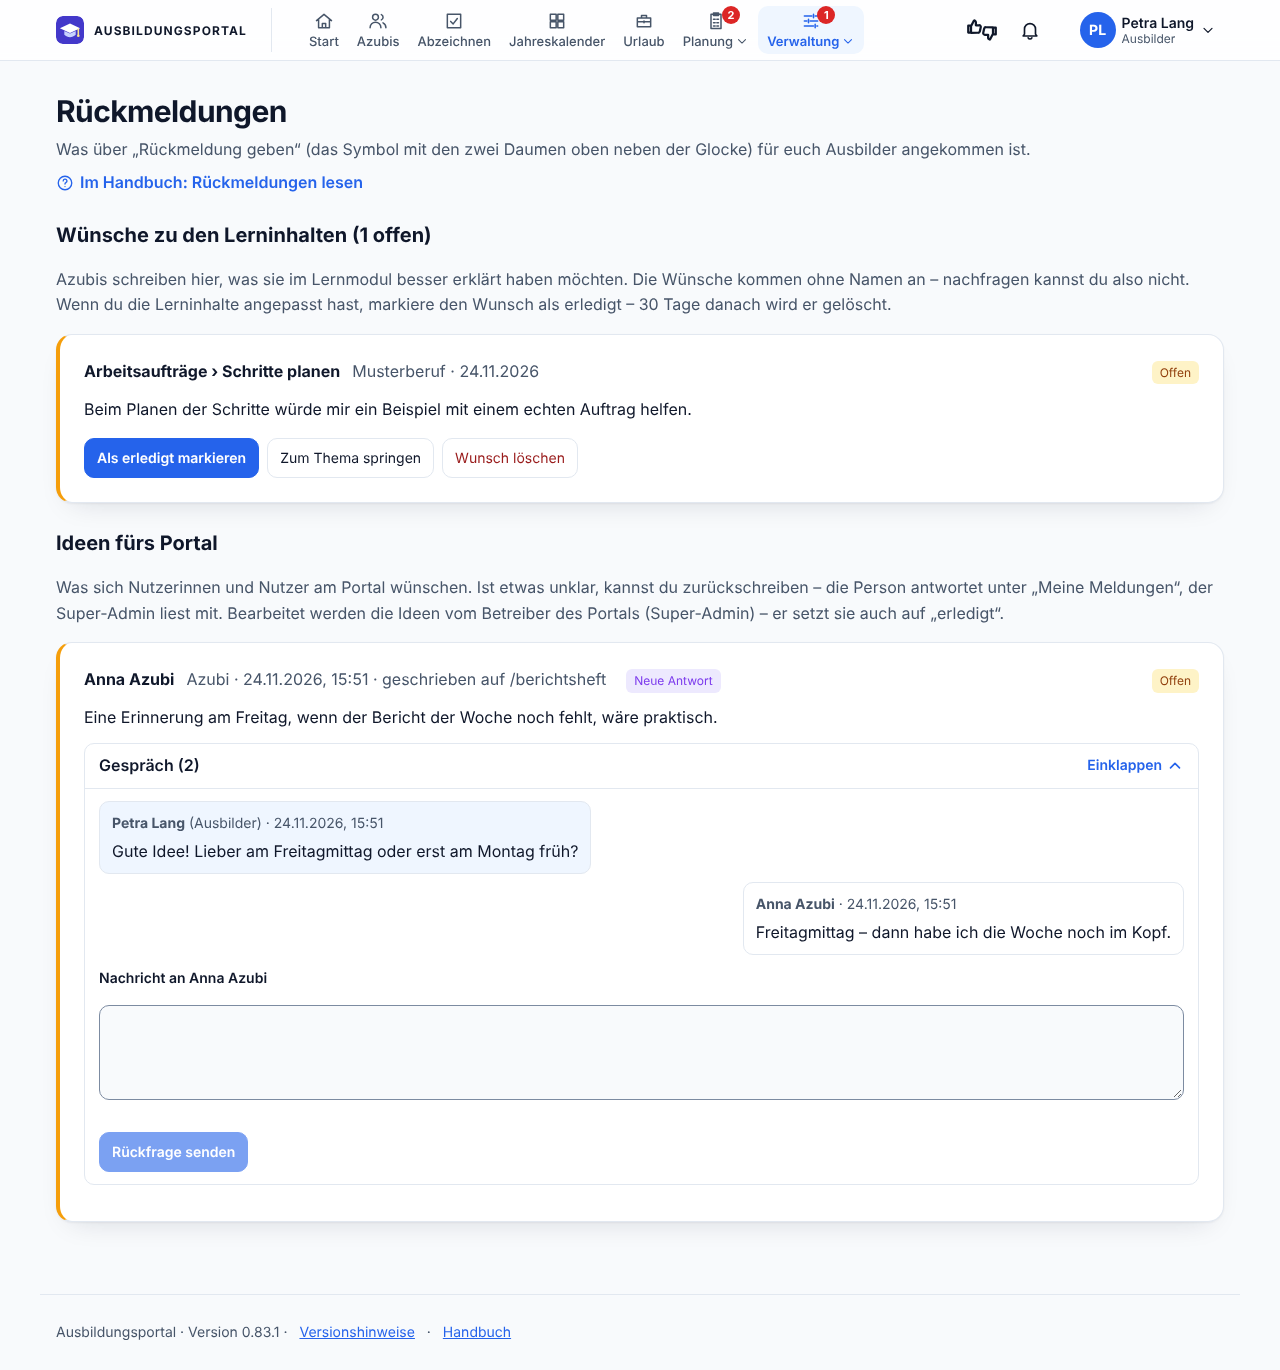 AUSBILDUNGSPORTAL
Start
Azubis
Abzeichnen
Jahreskalender
Urlaub
2
Planung
1
Verwaltung
PL
Petra Lang
Ausbilder
Rückmeldungen
Was über „Rückmeldung geben“ (das Symbol mit den zwei Daumen oben neben der Glocke) für euch Ausbilder angekommen ist.
Im Handbuch: Rückmeldungen lesen
Wünsche zu den Lerninhalten (1 offen)
Azubis schreiben hier, was sie im Lernmodul besser erklärt haben möchten. Die Wünsche kommen ohne Namen an – nachfragen kannst du also nicht.
Wenn du die Lerninhalte angepasst hast, markiere den Wunsch als erledigt – 30 Tage danach wird er gelöscht.
Arbeitsaufträge › Schritte planen Musterberuf · 24.11.2026
Offen
Beim Planen der Schritte würde mir ein Beispiel mit einem echten Auftrag helfen.
Als erledigt markieren
Zum Thema springen
Wunsch löschen
Ideen fürs Portal
Was sich Nutzerinnen und Nutzer am Portal wünschen. Ist etwas unklar, kannst du zurückschreiben – die Person antwortet unter „Meine Meldungen“, der
Super-Admin liest mit. Bearbeitet werden die Ideen vom Betreiber des Portals (Super-Admin) – er setzt sie auch auf „erledigt“.
Anna Azubi Azubi · 24.11.2026, 15:51 · geschrieben auf /berichtsheft
Neue Antwort
Offen
Eine Erinnerung am Freitag, wenn der Bericht der Woche noch fehlt, wäre praktisch.
Gespräch (2)
Einklappen
Petra Lang (Ausbilder) · 24.11.2026, 15:51
Gute Idee! Lieber am Freitagmittag oder erst am Montag früh?
Anna Azubi · 24.11.2026, 15:51
Freitagmittag – dann habe ich die Woche noch im Kopf.
Nachricht an Anna Azubi
Rückfrage senden
Ausbildungsportal · Version 0.83.1 · Versionshinweise · Handbuch